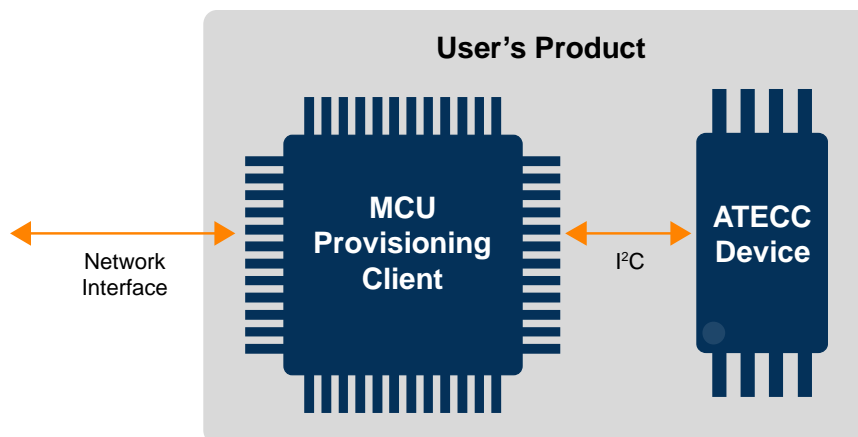 User’s Product
MCU
Provisioning
Client
ATECC
Device
Network
Interface
I²C